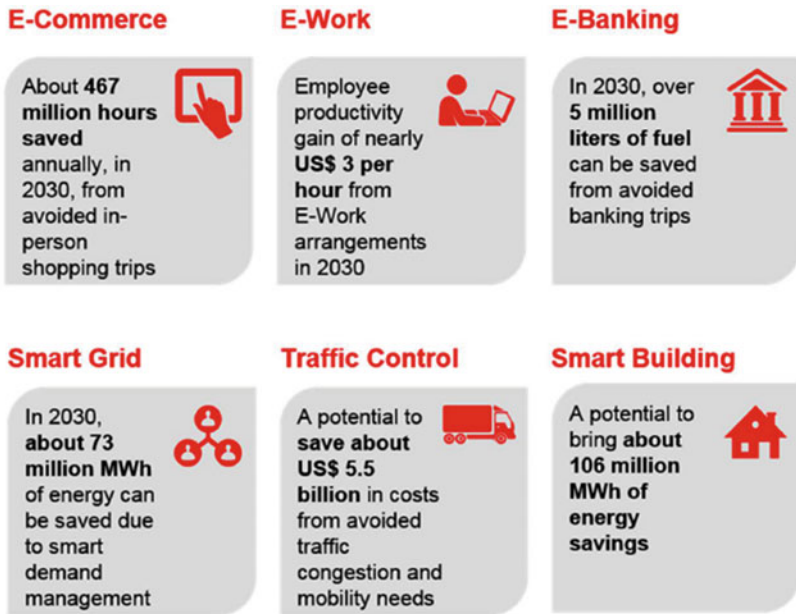 E-Commerce
About 467
million hours
saved
annually, in
2030, from
avoided in-
person
shopping trips
E-Work
Employee
productivity
gain of nearly
US$ 3 per
hour from
E-Work
arrangements
in 2030
E-Banking
In 2030, over
5 million
liters of fuel
can be saved
from avoided
banking trips
Smart Grid
In 2030,
about 73
million MWh
of energy can
be saved due
to smart
demand
management
Traffic Control
A potential to
save about
US$ 5.5
billion in costs
from avoided
traffic
congestion and
mobility needs
Smart Building
A potential to
bring about
106 million
MWh of
energy
savings